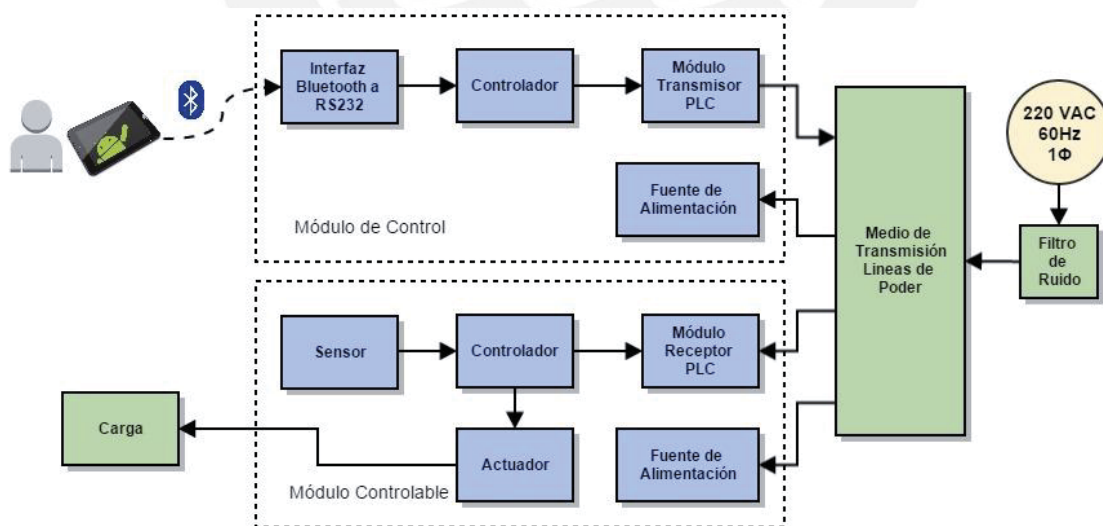 Interfaz
Bluetooth a
RS232
Controlador
Módulo
Transmisor
PLC
220 VAC
60Hz
1Φ
Fuente de
Alimentación
Módulo de Control
Medio de
Transmisión
Lineas de
Poder
Filtro
de
Ruido
Sensor
Controlador
Módulo
Receptor
PLC
Carga
Actuador
Fuente de
Alimentación
Módulo Controlable